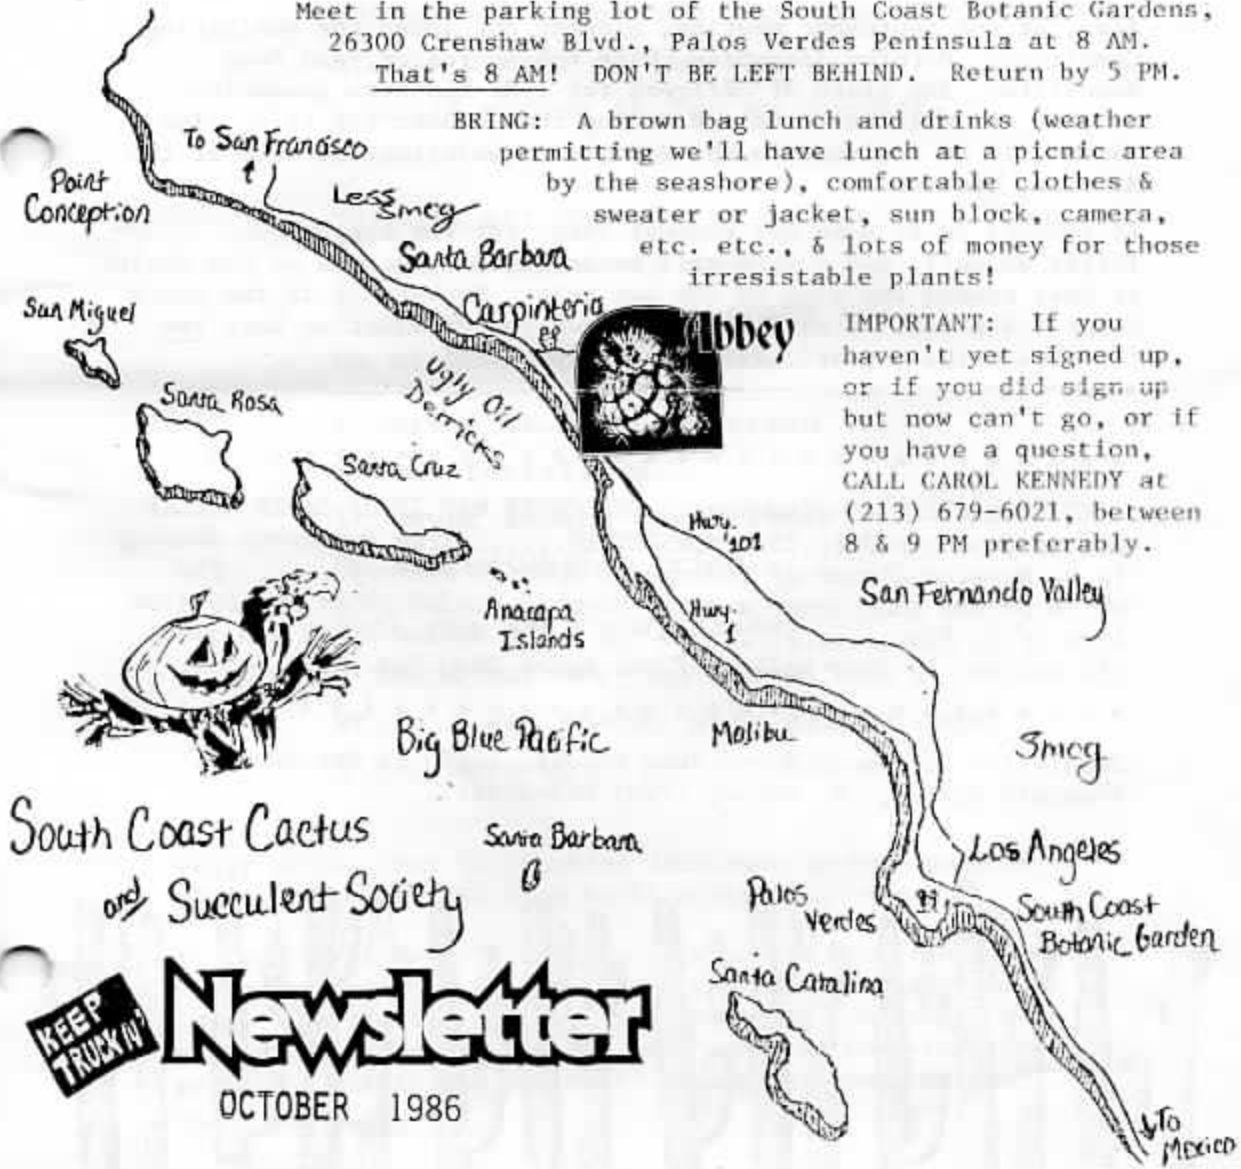 Meet in the parking lot of the South Coast Botanic Gardens,
26300 Crenshaw Blvd., Palos Verdes Peninsula at 8 AM.
That's 8 AM! DON'T BE LEFT BEHIND. Return by 5 PM.
BRING: A brown bag lunch and drinks (weather
permitting we'll have lunch at a picnic area
by the seashore), comfortable clothes &
sweater or jacket, sun block, camera,
etc. etc., & lots of money for those
irresistable plants!
IMPORTANT: If you
haven't yet signed up,
or if you did sign up
but now can't go, or if
you have a question,
CALL CAROL KENNEDY at
(213) 679-6021, between
8 & 9 PM preferably.
To San Francisco
Point
Conception
Less
Smog
Santa Barbara
Carpinteria
Abbey
San Miguel
Ugly Oil
Derricks
Santa Rosa
Santa Cruz
Hwy.
101
San Fernando Valley
Anacapa
Islands
Hwy.
1
Big Blue Pacific
Malibu
Smog
South Coast Cactus
and Succulent Society
Santa Barbara
Los Angeles
Palos
Verdes
South Coast
Botanic Garden
Santa Catalina
KEEP
TRUCKIN'
Newsletter
OCTOBER 1986
To
Mexico